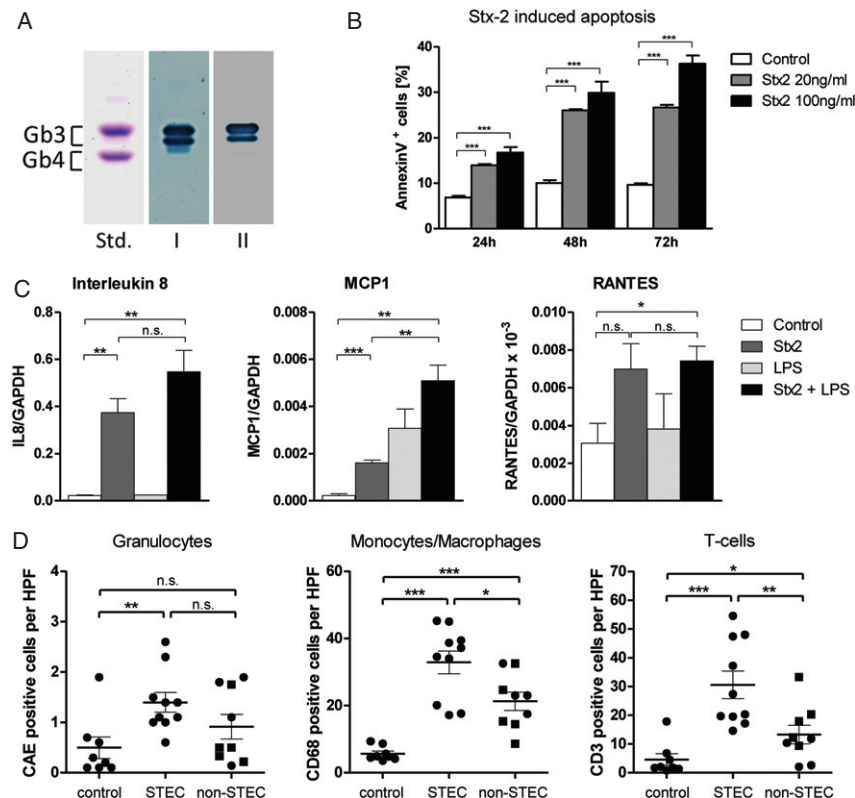 A
Gb3
Gb4
Std. I II
B
Stx-2 induced apoptosis
AnnexinV + cells [%]
40
30
20
10
0
***
***
***
***
***
***
24h 48h 72h
Control
Stx2 20ng/ml
Stx2 100ng/ml
C
Interleukin 8
IL8/GAPDH
0.8
0.6
0.4
0.2
0.0
**
n.s.
**
MCP1
MCP1/GAPDH
0.008
0.006
0.004
0.002
0.000
**
**
***
RANTES
RANTES/GAPDH x 10-3
0.010
0.008
0.006
0.004
0.002
0.000
*
n.s. n.s.
Control
Stx2
LPS
Stx2 + LPS
D
Granulocytes
CAE positive cells per HPF
4
3
2
1
0
n.s.
** n.s.
control STEC non-STEC
Monocytes/Macrophages
CD68 positive cells per HPF
60
40
20
0
***
*** *
control STEC non-STEC
T-cells
CD3 positive cells per HPF
70
60
50
40
30
20
10
0
*
*** **
control STEC non-STEC